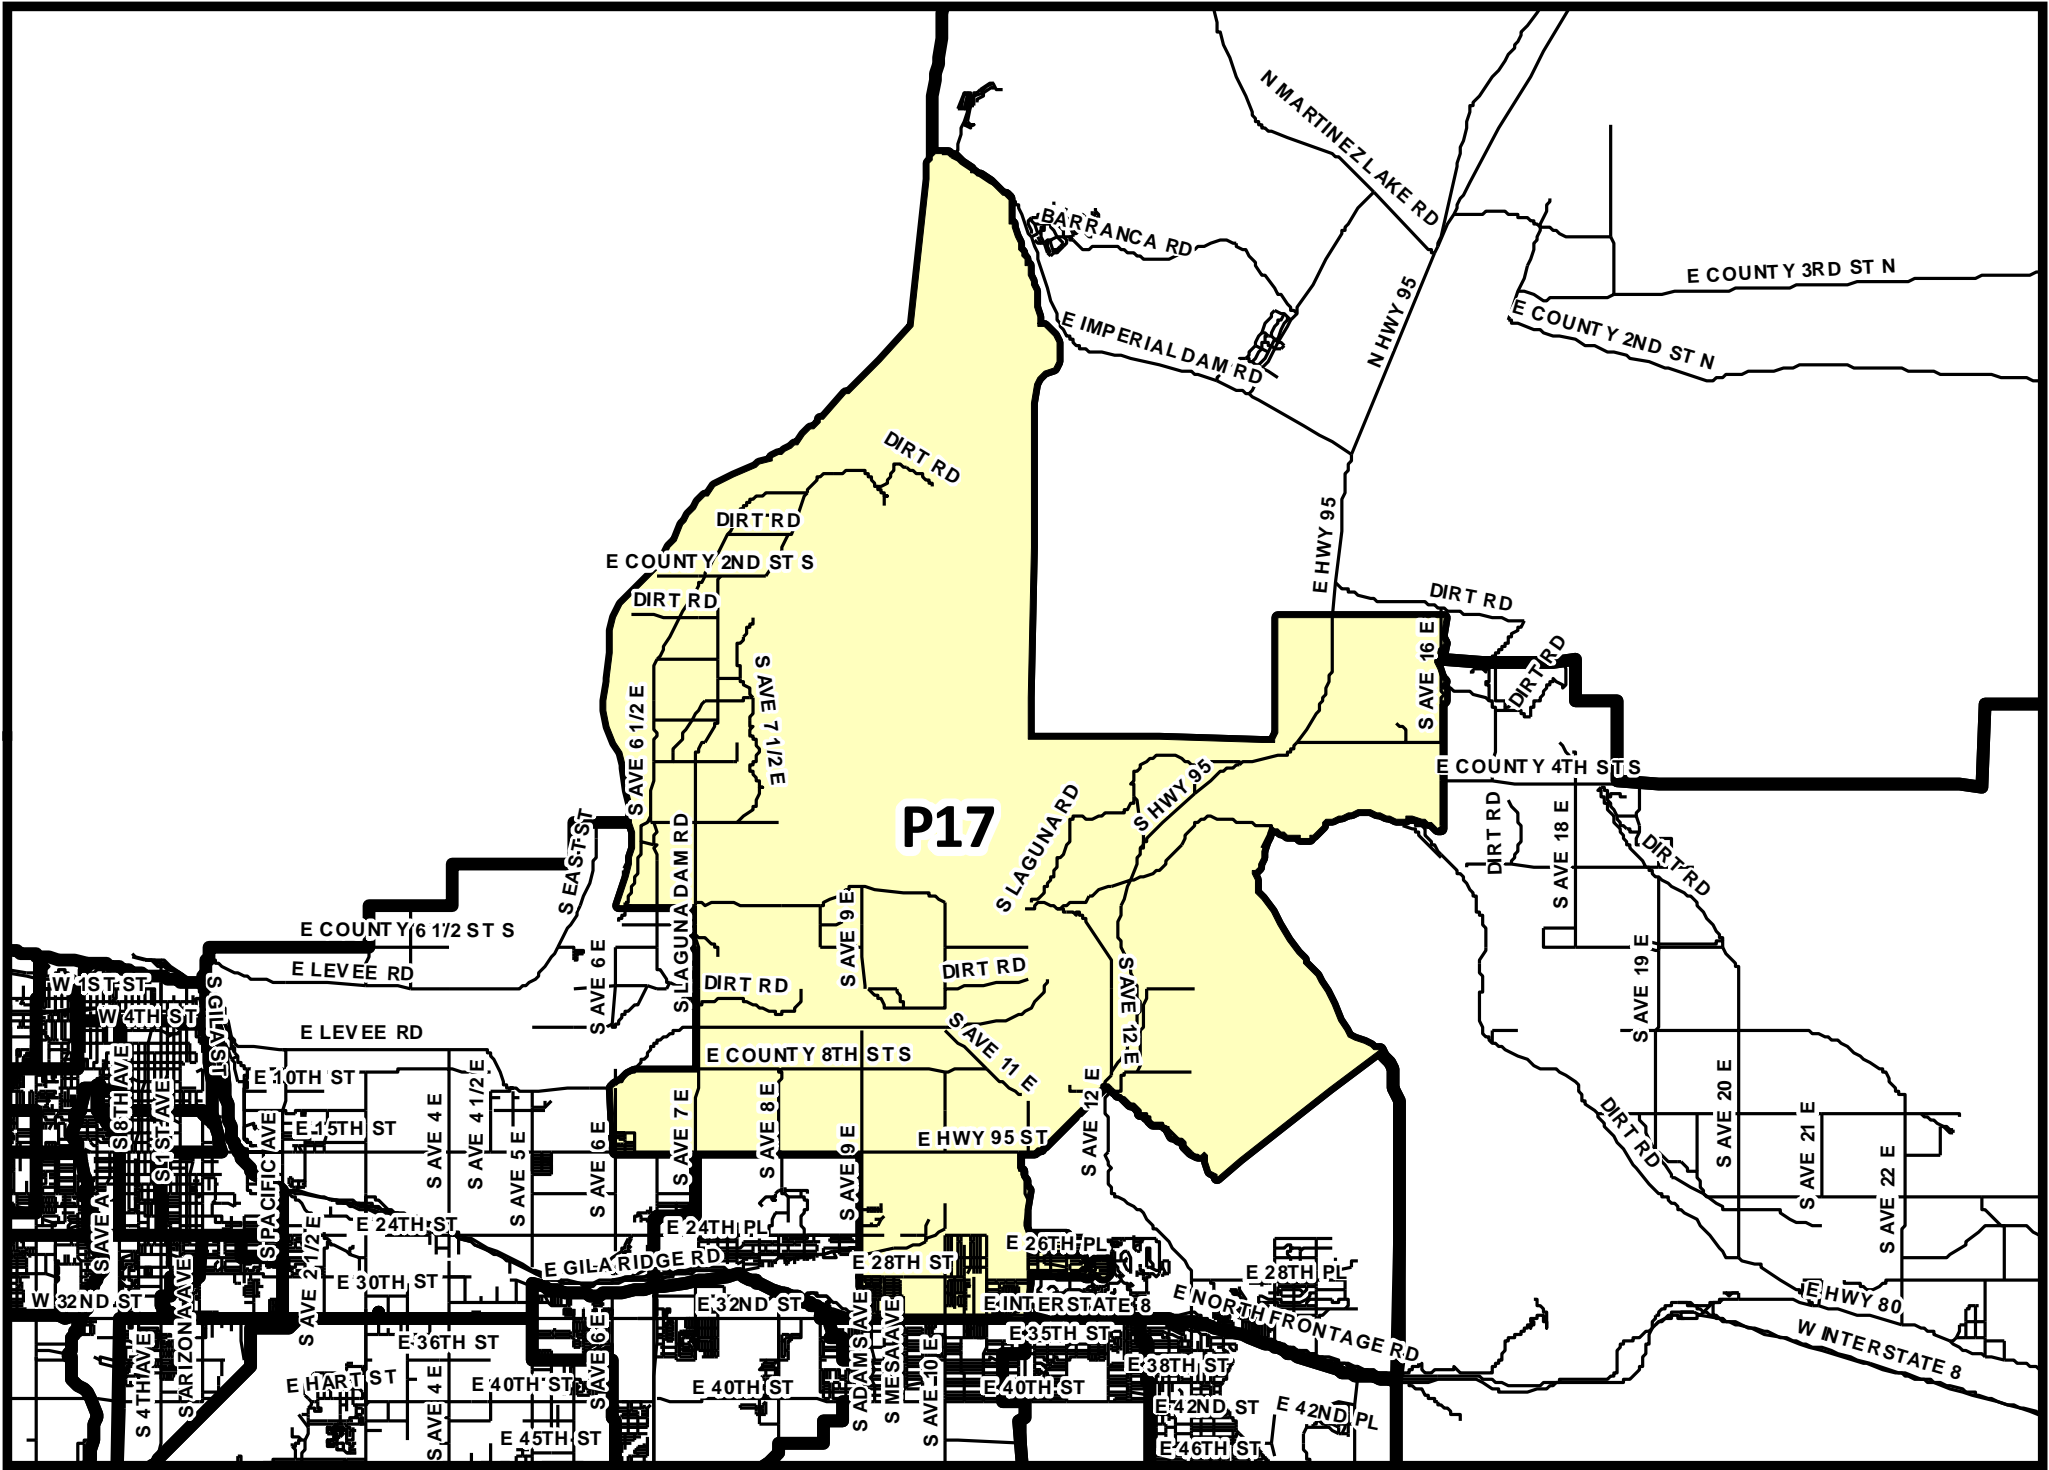 N MARTINEZ LAKE RD
BARRANCA RD
E COUNTY 3RD ST N
N HWY 95
E IMPERIAL DAM RD
E COUNTY 2ND ST N
DIRT RD
DIRT RD
E HWY 95
E COUNTY 2ND ST S
DIRT RD
DIRT RD
S AVE 16 E
DIRT RD
S AVE 6 1/2 E
S AVE 7 1/2 E
E COUNTY 4TH ST S
S HWY 95
P17
S LAGUNA RD
S EAST ST
S LAGUNA DAM RD
DIRT RD
S AVE 18 E
DIRT RD
S AVE 9 E
E COUNTY 6 1/2 ST S
S AVE 6 E
E LEVEE RD
DIRT RD
DIRT RD
S AVE 12 E
S AVE 19 E
W 1ST ST
S GILA ST
W 4TH ST
E LEVEE RD
S AVE 11 E
E COUNTY 8TH ST S
E 10TH ST
S AVE 4 E
S AVE 4 1/2 E
S AVE 7 E
S AVE 8 E
S AVE 12 E
S AVE 20 E
S 8TH AVE
S 1ST AVE
E 15TH ST
S AVE 5 E
S AVE 6 E
S AVE 9 E
E HWY 95 ST
DIRT RD
S AVE 21 E
S AVE 22 E
S PACIFIC AVE
S AVE A
E 24TH ST
S AVE 2 1/2 E
E 24TH PL
E 26TH PL
E GILA RIDGE RD
E 28TH ST
E 28TH PL
E 30TH ST
W 32ND ST
E 32ND ST
E INTERSTATE 8
E NORTH FRONTAGE RD
E HWY 80
W INTERSTATE 8
S 4TH AVE
S ARIZONA AVE
E 36TH ST
S AVE 6 E
S ADAMS AVE
S MESA AVE
S AVE 10 E
E 35TH ST
E 38TH ST
E HART ST
S AVE 4 E
E 40TH ST
E 40TH ST
E 40TH ST
E 42ND ST
E 42ND PL
E 45TH ST
E 46TH ST